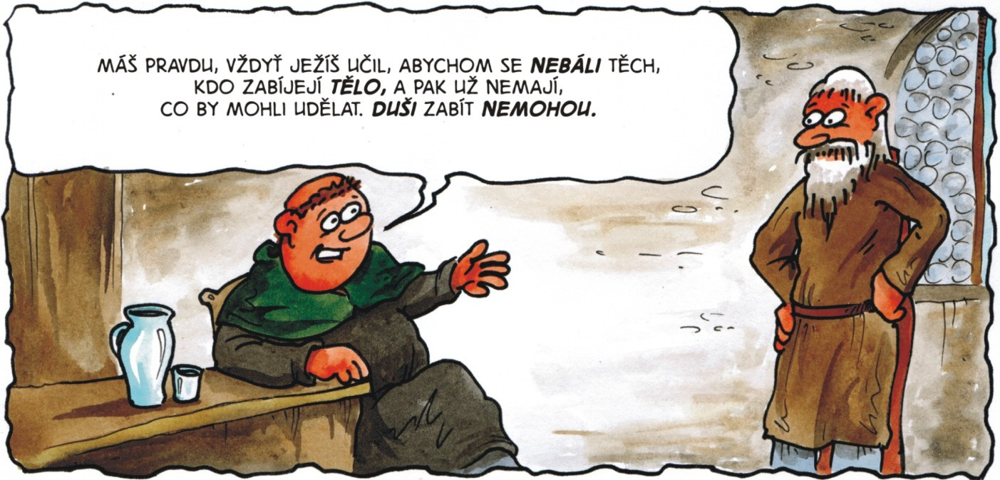 MÁŠ PRAVDU, VŽDYŤ JEŽÍŠ UČIL, ABYCHOM SE NEBÁLI TĚCH,
KDO ZABÍJEJÍ TĚLO, A PAK UŽ NEMAJÍ,
CO BY MOHLI UDĚLAT. DUŠI ZABÍT NEMOHOU.